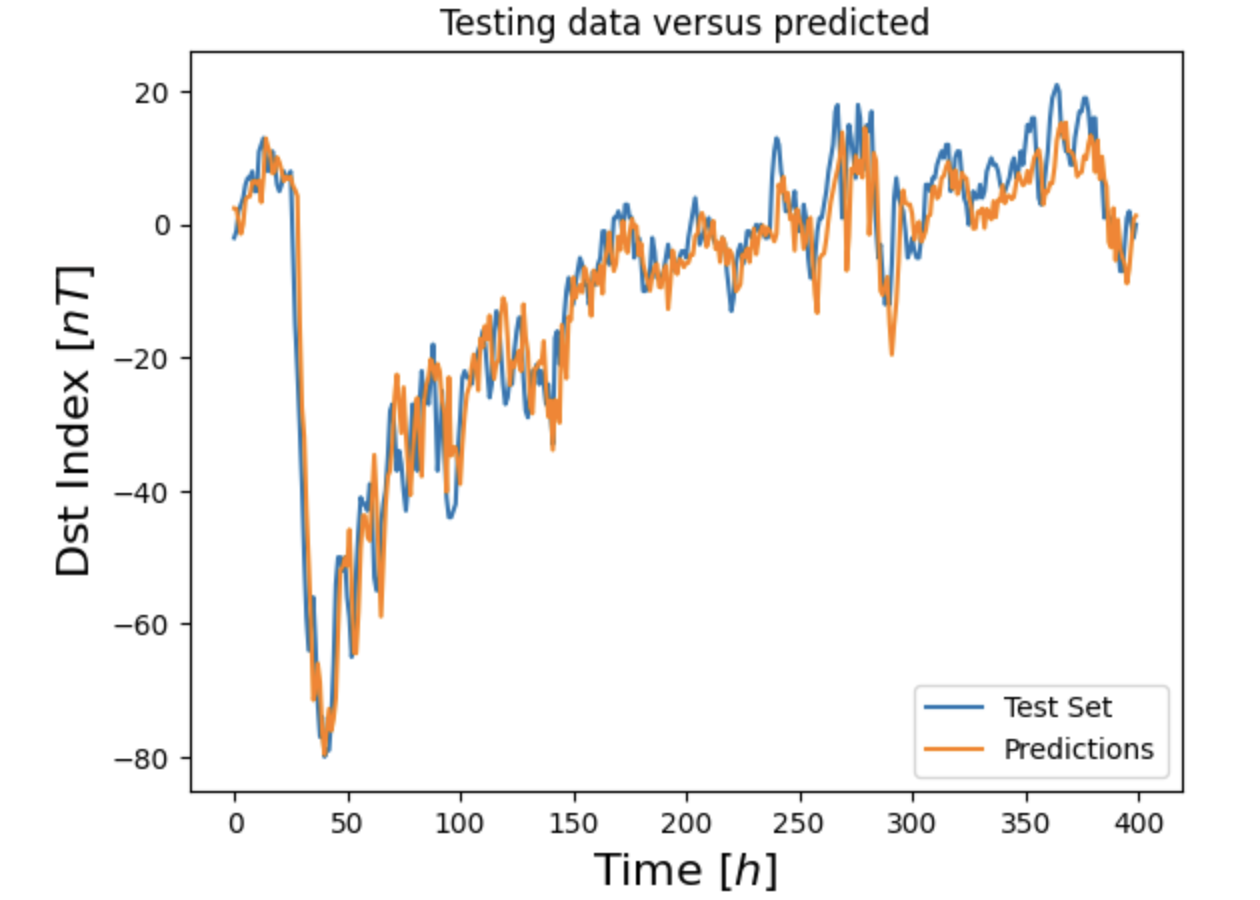 Testing data versus predicted
20
0
−20
−40
−60
−80
Dst Index [nT]
Test Set
Predictions
0 50 100 150 200 250 300 350 400
Time [h]